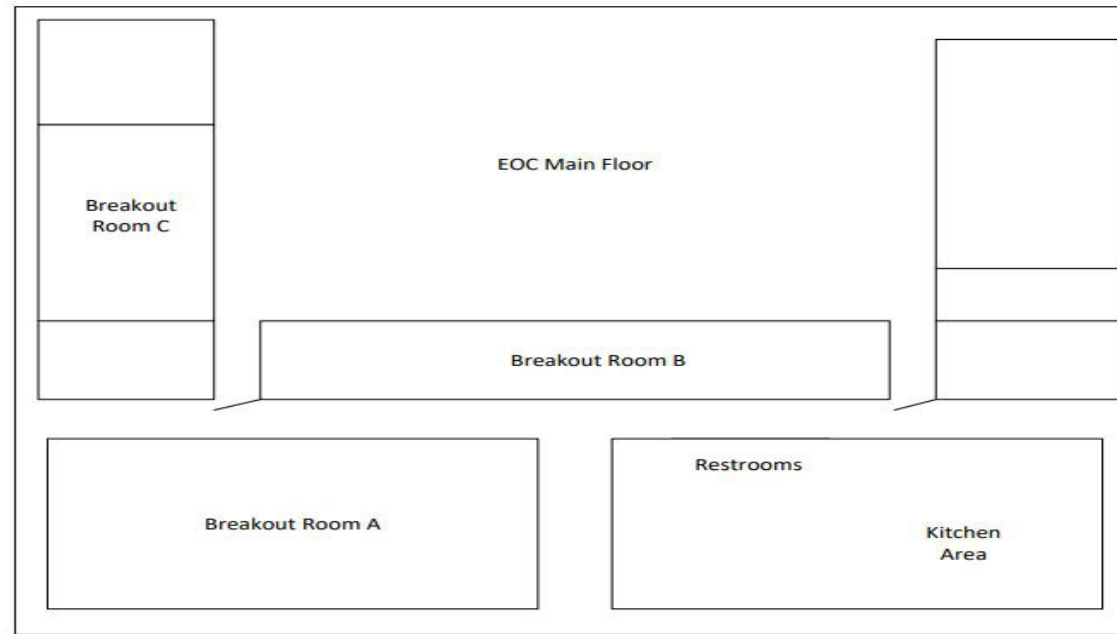 EOC Main Floor
Breakout
Room C
Breakout Room B
Restrooms
Breakout Room A
Kitchen
Area